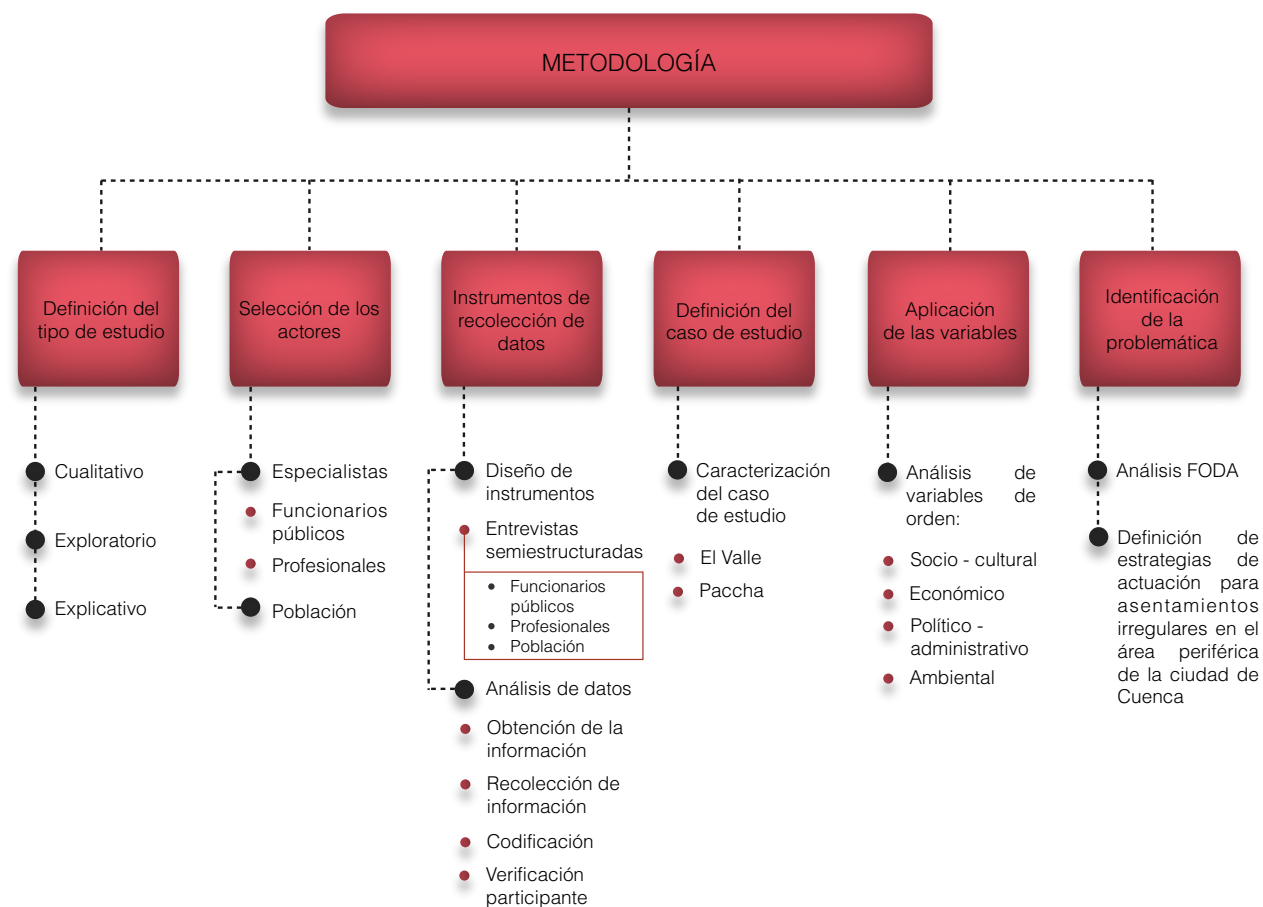 METODOLOGÍA
Definición del
tipo de estudio
Cualitativo
Exploratorio
Explicativo
Selección de los
actores
Especialistas
Funcionarios
públicos
Profesionales
Población
Instrumentos de
recolección de
datos
Diseño de
instrumentos
Entrevistas
semiestructuradas
Funcionarios
públicos
Profesionales
Población
Análisis de datos
Obtención de la
información
Recolección de
información
Codificación
Verificación
participante
Definición del
caso de estudio
Caracterización
del caso
de estudio
El Valle
Paccha
Aplicación
de las variables
Análisis de
variables de
orden:
Socio - cultural
Económico
Político -
administrativo
Ambiental
Identificación
de la
problemática
Análisis FODA
Definición de
estrategias de
actuación para
asentamientos
irregulares en el
área periférica
de la ciudad de
Cuenca